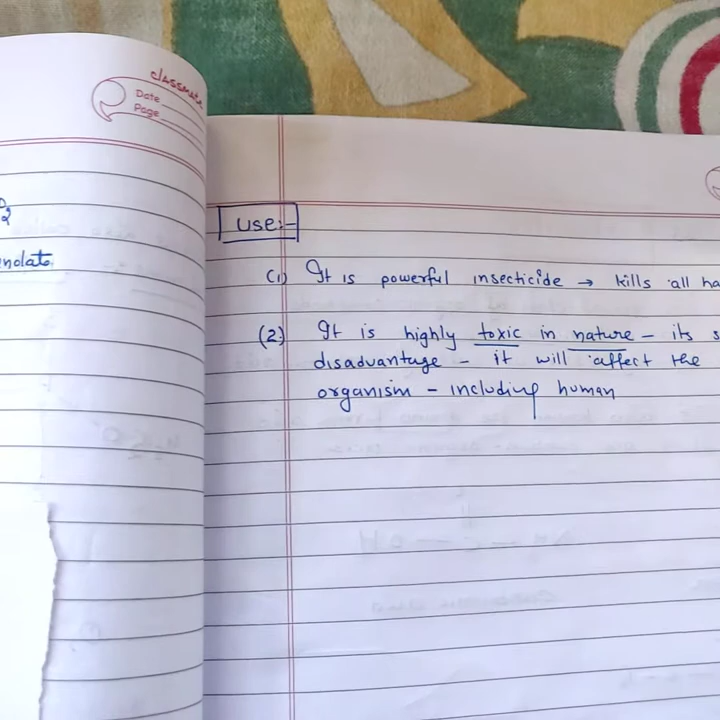 classmate
Date
Page
USE:-
(1) It is powerful insecticide → kills all
(2) It is highly toxic in nature - its
disadvantage - it will affect the
organism - including human